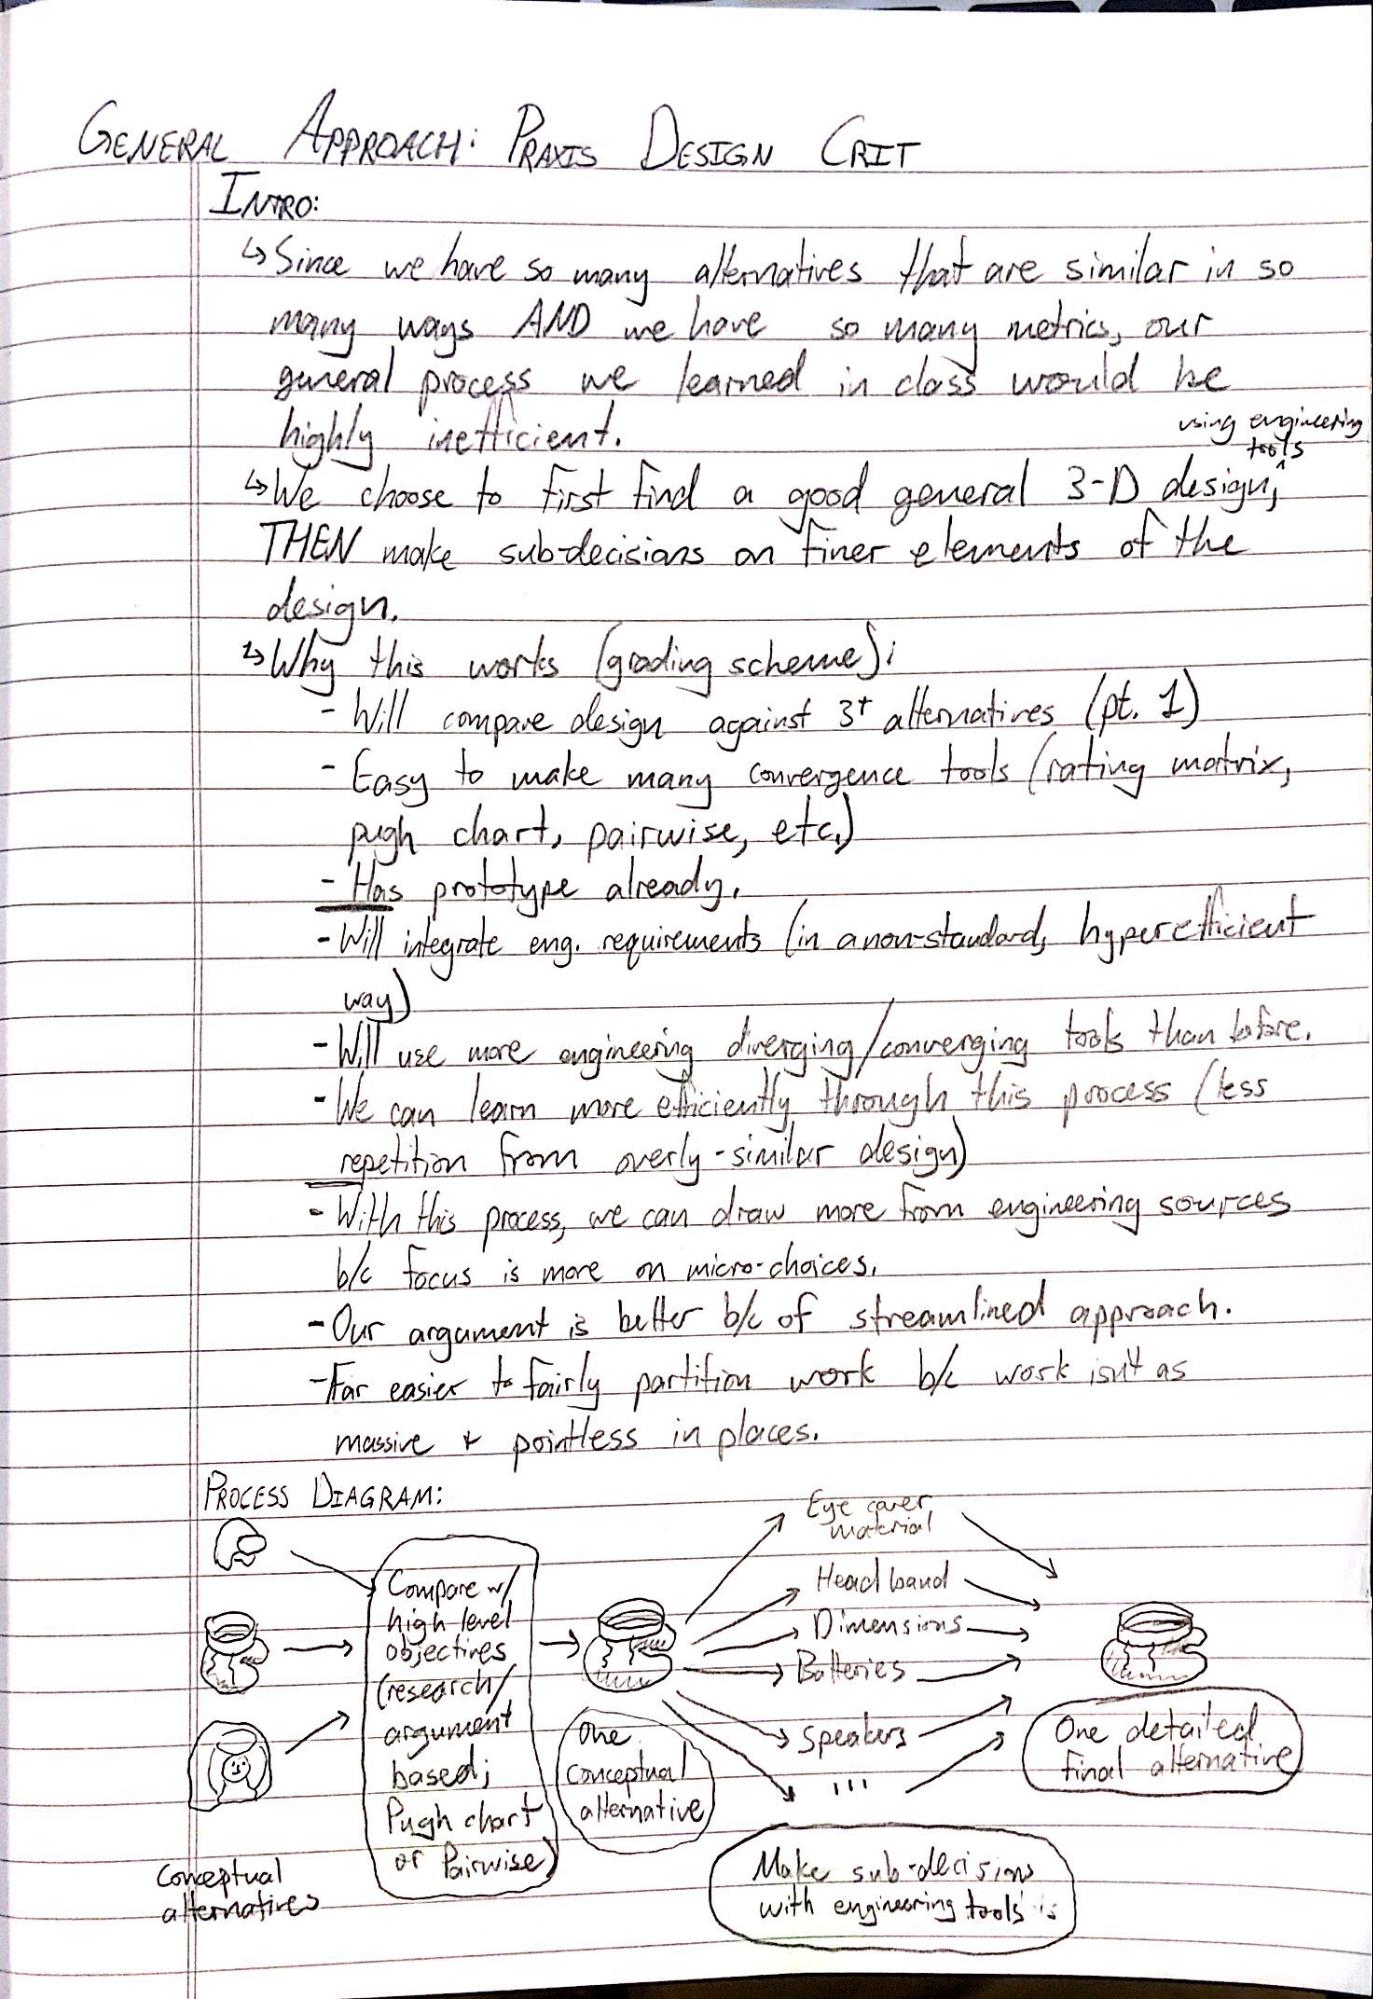 GENERAL APPROACH: PRAXIS DESIGN CRIT
INTRO:
↳ Since we have so many alternatives that are similar in so
many ways AND we have so many metrics, our
general process we learned in class would be
highly inefficient.
using engineering
tools
↳ We choose to first find a good general 3-D design,
THEN make sub-decisions on finer elements of the
design.
↳ Why this works (grading scheme):
- Will compare design against 3+ alternatives (pt. 1)
- Easy to make many convergence tools (rating matrix,
pugh chart, pairwise, etc.)
- Has prototype already.
- Will integrate eng. requirements (in a non-standard, hyperefficient
way)
- Will use more engineering diverging/converging tools than before.
- We can learn more efficiently through this process (less
repetition from overly-similar design)
- With this process, we can draw more from engineering sources
b/c focus is more on micro-choices.
- Our argument is better b/c of streamlined approach.
- Far easier to fairly partition work b/c work isn't as
massive + pointless in places.
PROCESS DIAGRAM:
Conceptual
alternatives
Compare w/
high level
objectives
(research/
argument
based;
Pugh chart
or Pairwise)
One
conceptual
alternative
Eye cover
material
Head band
Dimensions
Batteries
Speakers
...
Make sub-decisions
with engineering tools
One detailed
final alternative